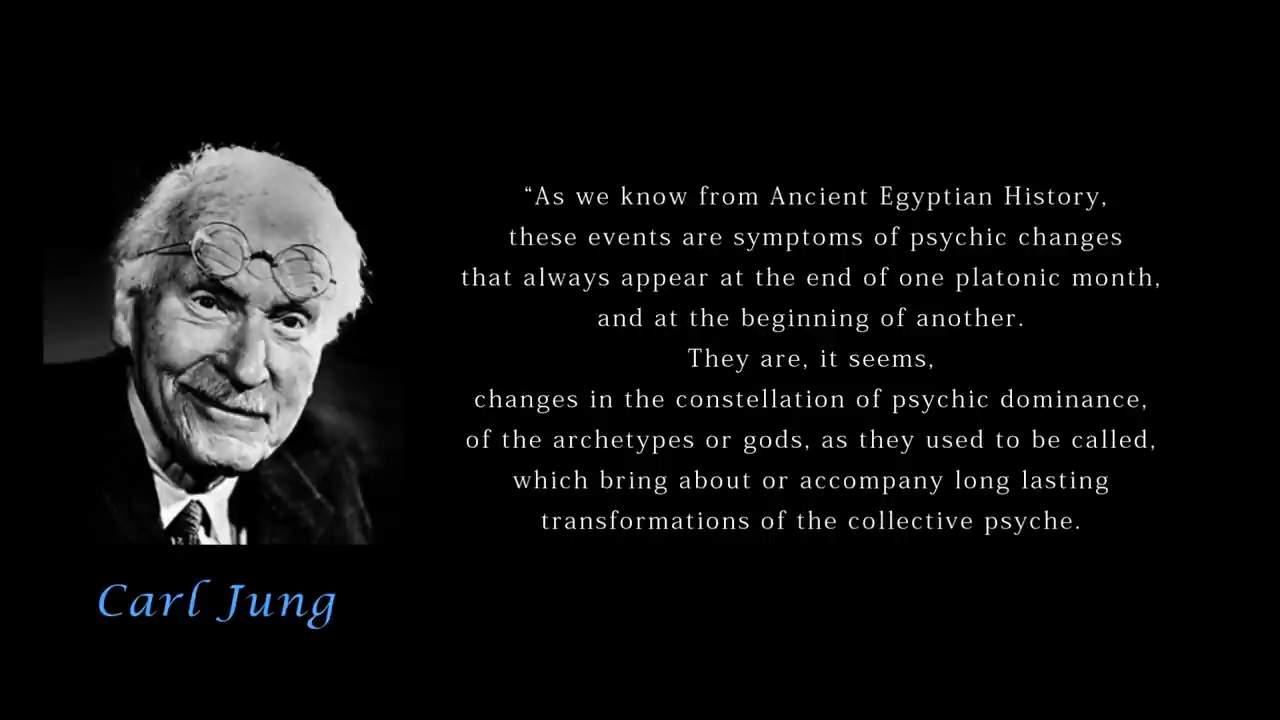 “As we know from Ancient Egyptian History,
these events are symptoms of psychic changes
that always appear at the end of one platonic month,
and at the beginning of another.
They are, it seems,
changes in the constellation of psychic dominance,
of the archetypes or gods, as they used to be called,
which bring about or accompany long lasting
transformations of the collective psyche.
Carl Jung